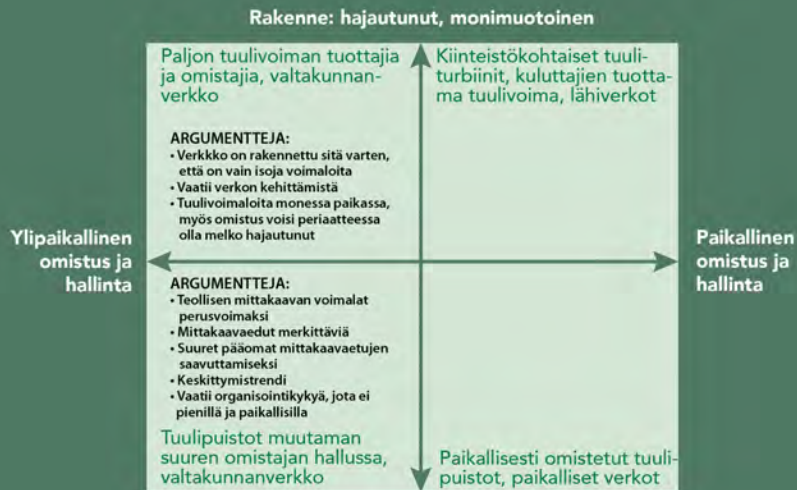 Rakenne: hajautunut, monimuotoinen
Paljon tuulivoiman tuottajia
ja omistajia, valtakunnan-
verkko
Kiinteistökohtaiset tuuli-
turbiinit, kuluttajien tuotta-
ma tuulivoima, lähiverkot
ARGUMENTTEJA:
• Verkkko on rakennettu sitä varten,
että on vain isoja voimaloita
• Vaatii verkon kehittämistä
• Tuulivoimaloita monessa paikassa,
myös omistus voisi periaatteessa
olla melko hajautunut
Ylipaikallinen
omistus ja
hallinta
Paikallinen
omistus ja
hallinta
ARGUMENTTEJA:
• Teollisen mittakaavan voimalat
perusvoimaksi
• Mittakaavaedut merkittäviä
• Suuret pääomat mittakaavaetujen
saavuttamiseksi
• Keskittymistrendi
• Vaatii organisointikykyä, jota ei
pienillä ja paikallisilla
Tuulipuistot muutaman
suuren omistajan hallussa,
valtakunnanverkko
Paikallisesti omistetut tuuli-
puistot, paikalliset verkot